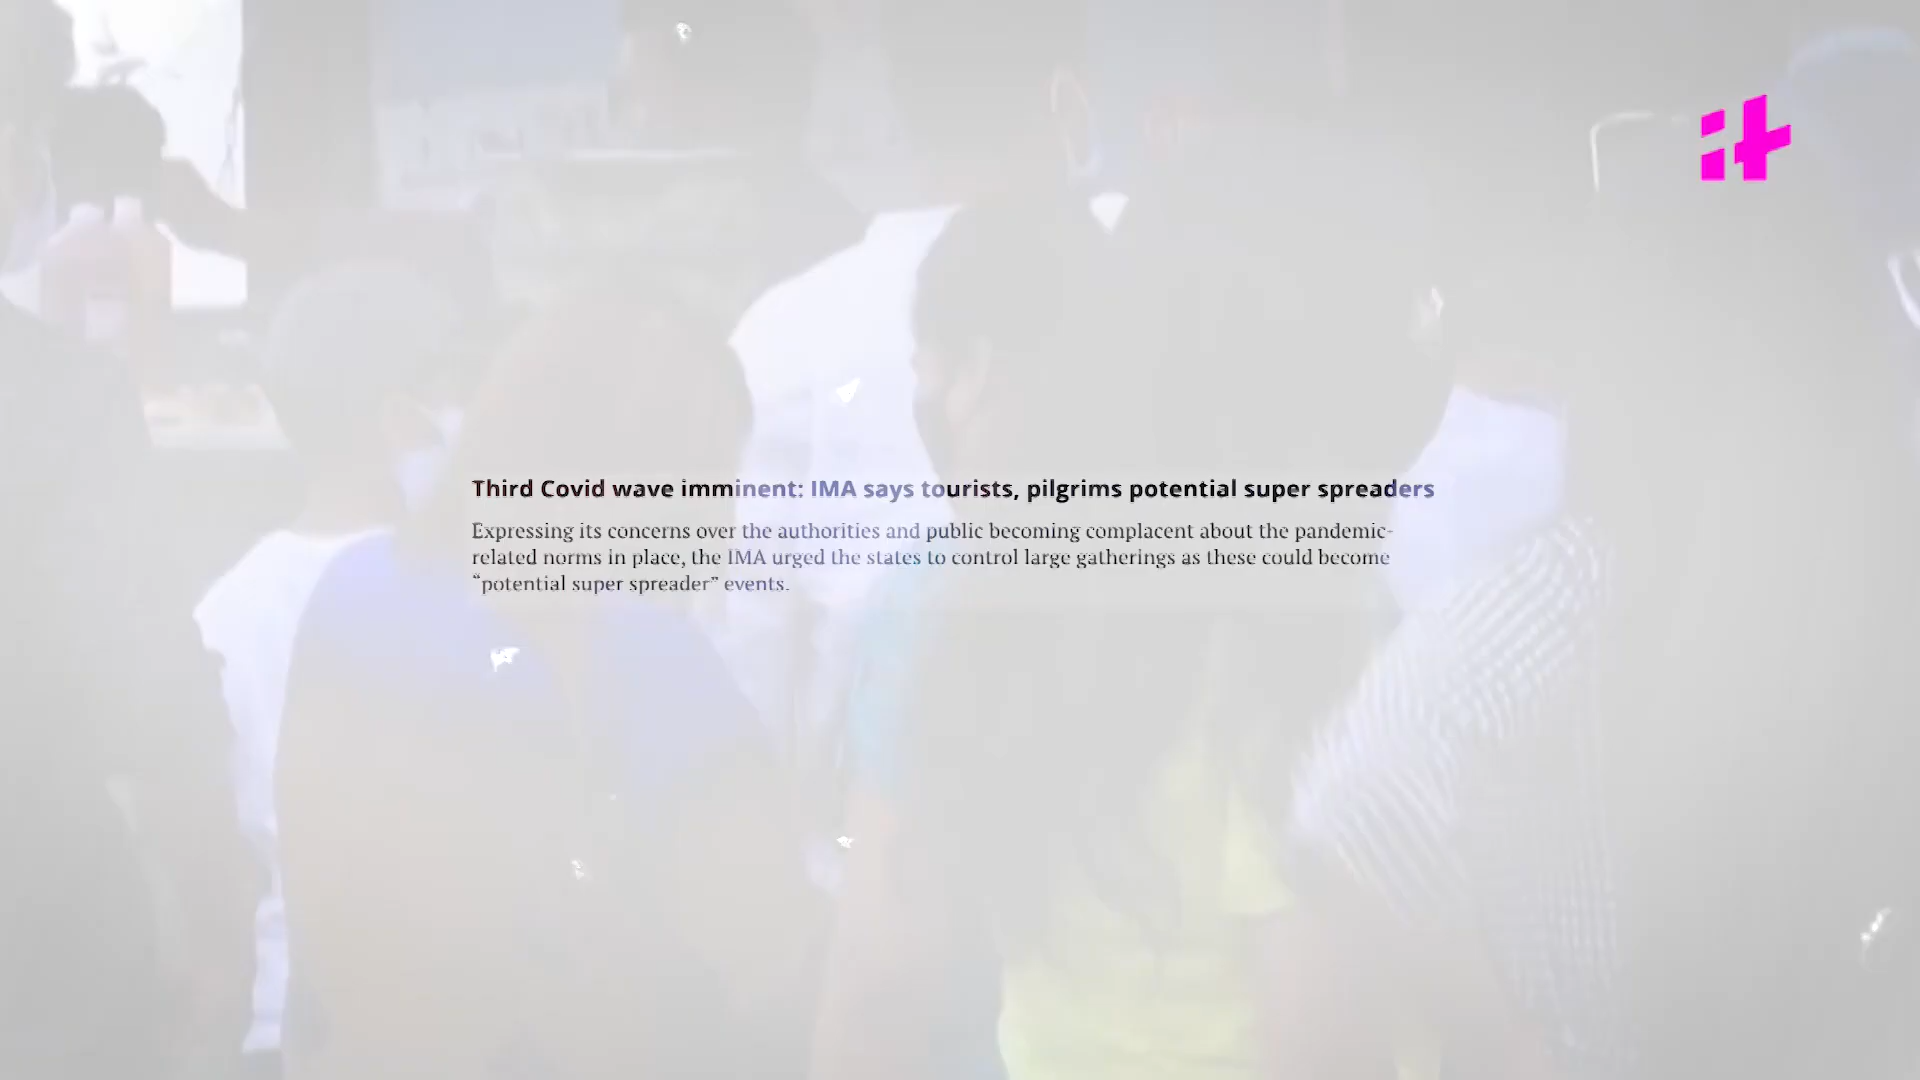 Third Covid wave imminent: IMA says tourists, pilgrims potential super spreaders
Expressing its concerns over the authorities and public becoming complacent about the pandemic-
related norms in place, the IMA urged the states to control large gatherings as these could become
“potential super spreader” events.